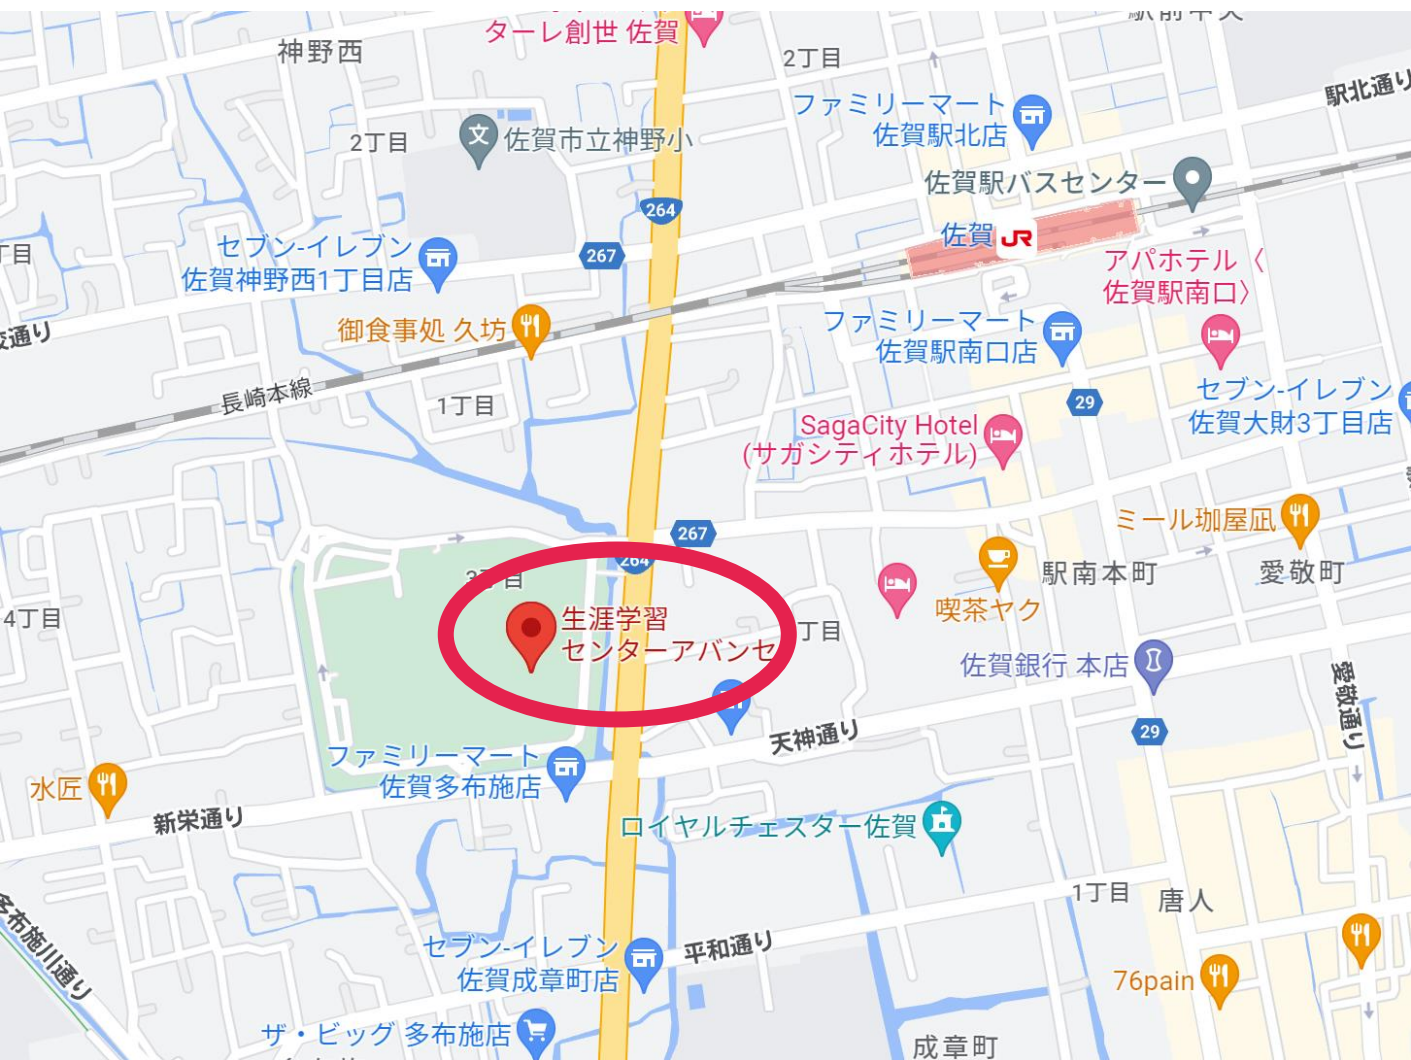 ターレ創世 佐賀
神野西
2丁目
駅北通り
ファミリーマート
佐賀駅北店
2丁目
文
佐賀市立神野小
佐賀駅バスセンター
264
佐賀 JR
丁目
セブン-イレブン
佐賀神野西1丁目店
267
アパホテル〈
佐賀駅南口〉
通り
御食事処 久坊
ファミリーマート
佐賀駅南口店
長崎本線
1丁目
29
セブン-イレブン
佐賀大財3丁目店
SagaCity Hotel
(サガシティホテル)
ミール珈屋凪
267
264
3丁目
駅南本町
愛敬町
喫茶ヤク
4丁目
生涯学習
センターアバンセ
丁目
佐賀銀行 本店
愛敬通り
29
天神通り
ファミリーマート
佐賀多布施店
水匠
新栄通り
ロイヤルチェスター佐賀
1丁目
唐人
多布施川通り
セブン-イレブン
佐賀成章町店
平和通り
76pain
ザ・ビッグ 多布施店
成章町